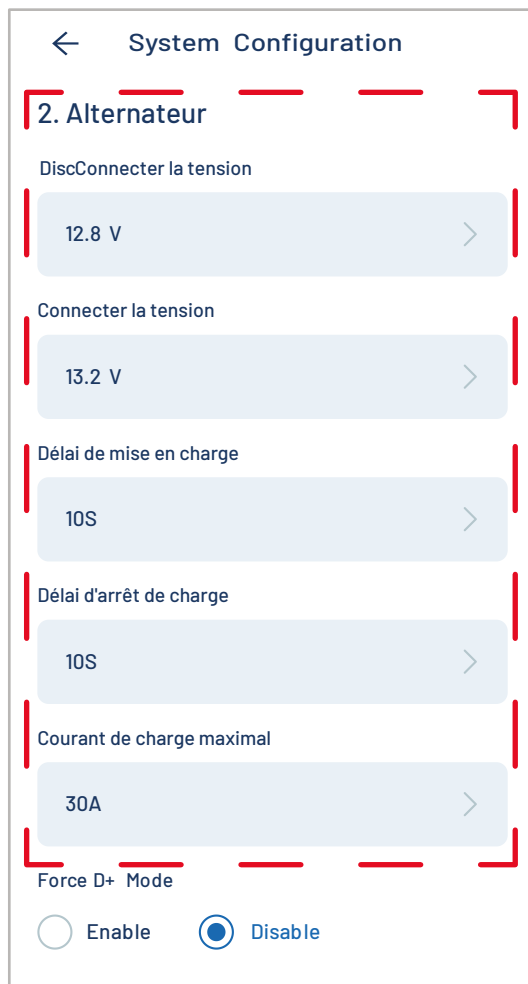 System Configuration
2. Alternateur
DiscConnecter la tension
12.8 V
Connecter la tension
13.2 V
Délai de mise en charge
10S
Délai d'arrêt de charge
10S
Courant de charge maximal
30A
Force D+ Mode
Enable Disable